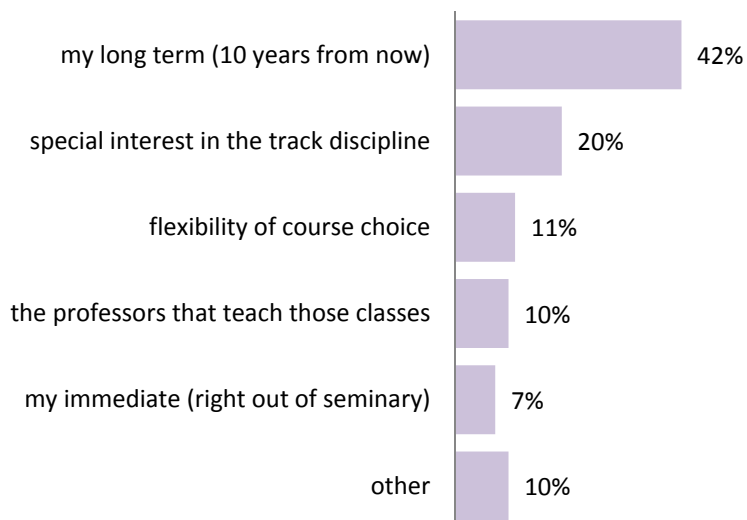 my long term (10 years from now) 42%
special interest in the track discipline 20%
flexibility of course choice 11%
the professors that teach those classes 10%
my immediate (right out of seminary) 7%
other 10%